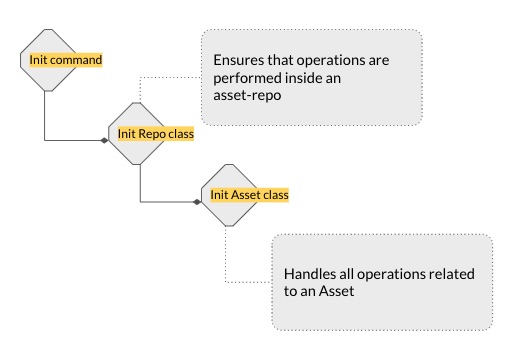 Init command
Ensures that operations are
performed inside an
asset-repo
Init Repo class
Init Asset class
Handles all operations related
to an Asset